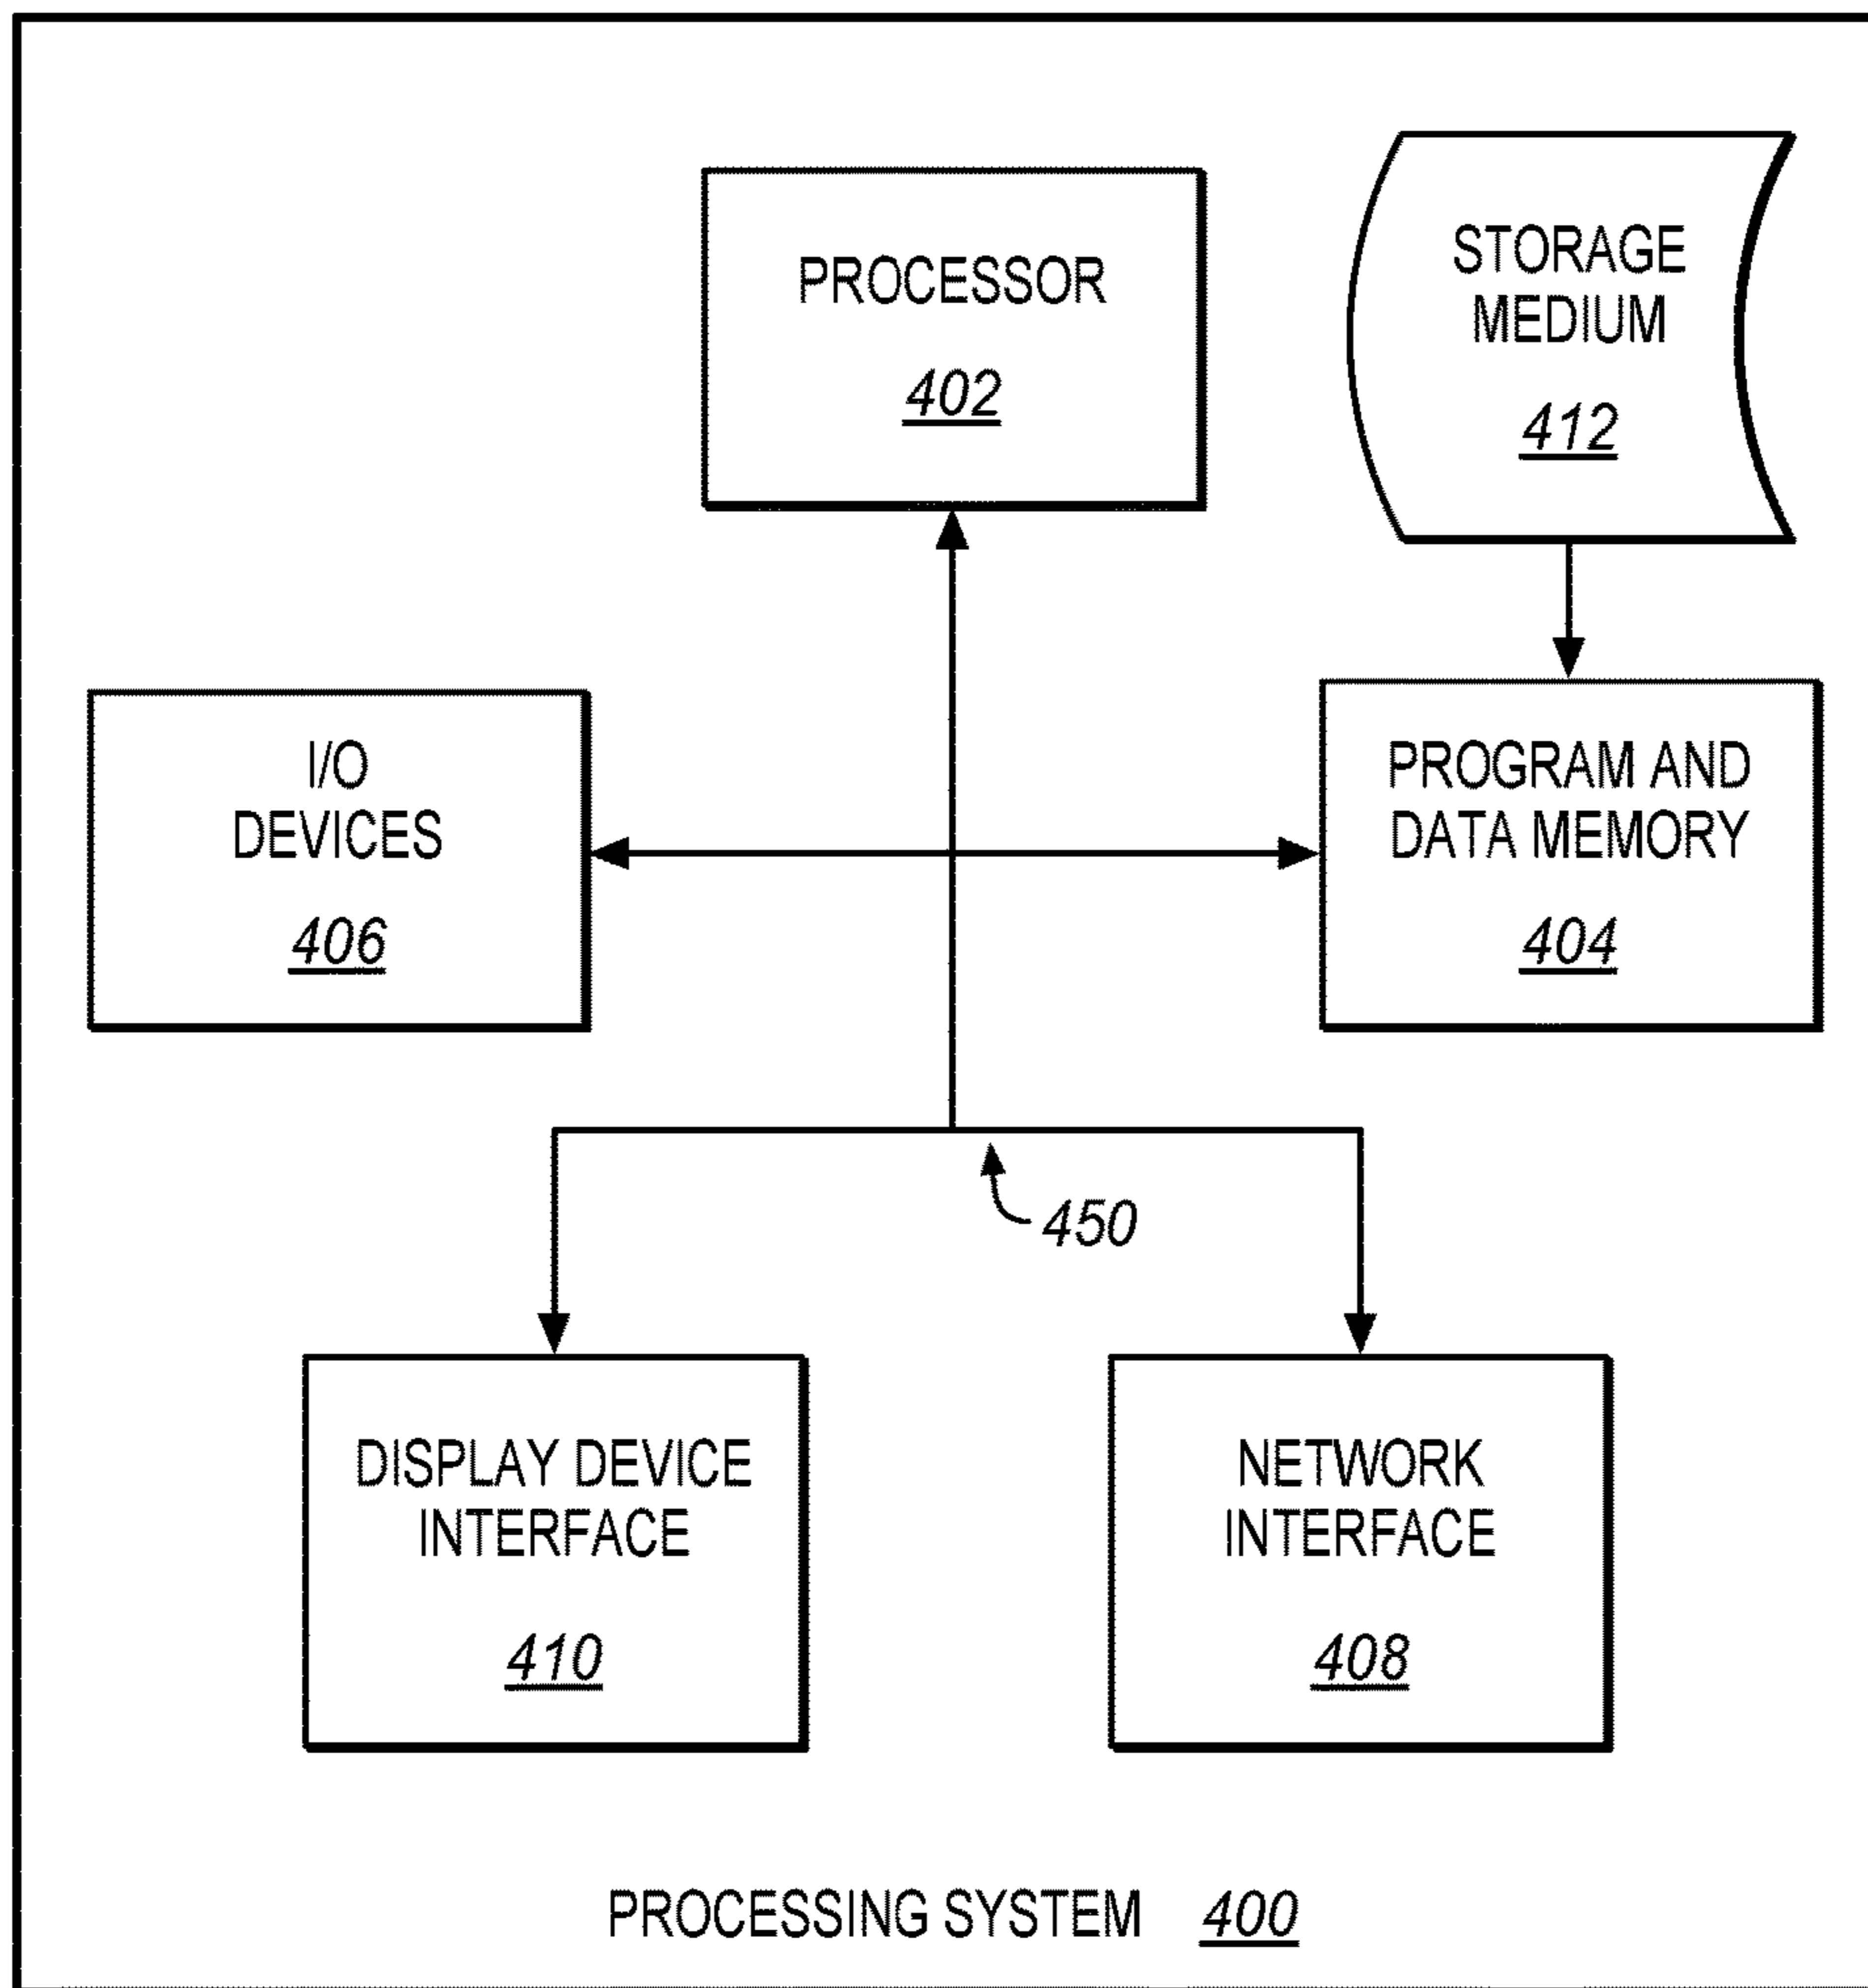 PROCESSOR
402
STORAGE
MEDIUM
412
I/O
DEVICES
406
PROGRAM AND
DATA MEMORY
404
450
DISPLAY DEVICE
INTERFACE
410
NETWORK
INTERFACE
408
PROCESSING SYSTEM 400